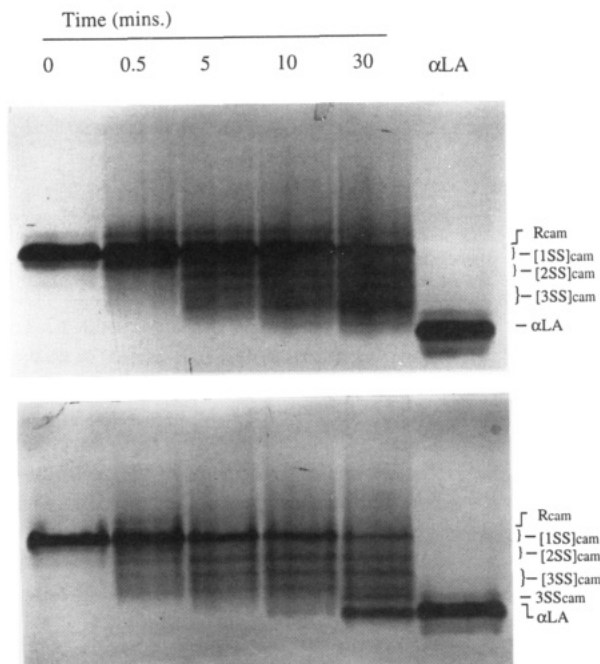 Time (mins.)
0 0.5 5 10 30 αLA
Rcam
[1SS]cam
[2SS]cam
[3SS]cam
αLA
Rcam
[1SS]cam
[2SS]cam
[3SS]cam
3SScam
αLA